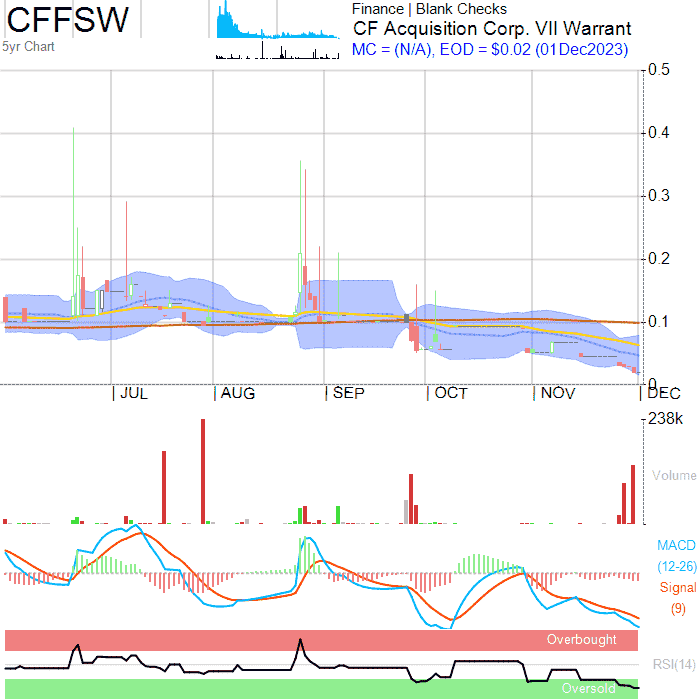 CFFSW
5yr Chart
Finance | Blank Checks
CF Acquisition Corp. VII Warrant
MC = (N/A), EOD = $0.02 (01Dec2023)
0.5
0.4
0.3
0.2
0.1
0
JUL
AUG
SEP
OCT
NOV
DEC
238k
Volume
MACD
(12-26)
Signal
(9)
Overbought
RSI(14)
Oversold